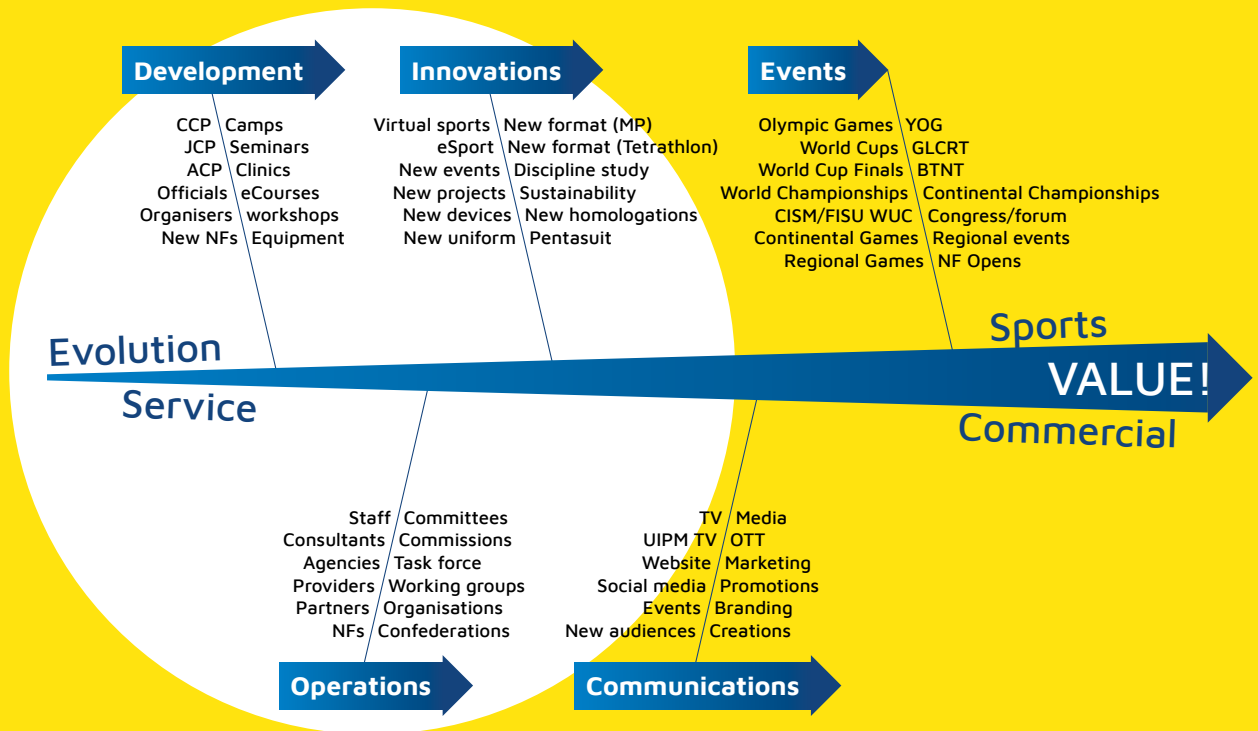 Development
CCP Camps
JCP Seminars
ACP Clinics
Officials eCourses
Organisers workshops
New NFs Equipment
Innovations
Virtual sports New format (MP)
eSport New format (Tetrathlon)
New events Discipline study
New projects Sustainability
New devices New homologations
New uniform Pentasuit
Events
Olympic Games YOG
World Cups GLCRT
World Cup Finals BTNT
World Championships Continental Championships
CISM/FISU WUC Congress/forum
Continental Games Regional events
Regional Games NF Opens
Evolution
Service
Sports
VALUE!
Commercial
Staff Committees
Consultants Commissions
Agencies Task force
Providers Working groups
Partners Organisations
NFs Confederations
Operations
TV Media
UIPM TV OTT
Website Marketing
Social media Promotions
Events Branding
New audiences Creations
Communications